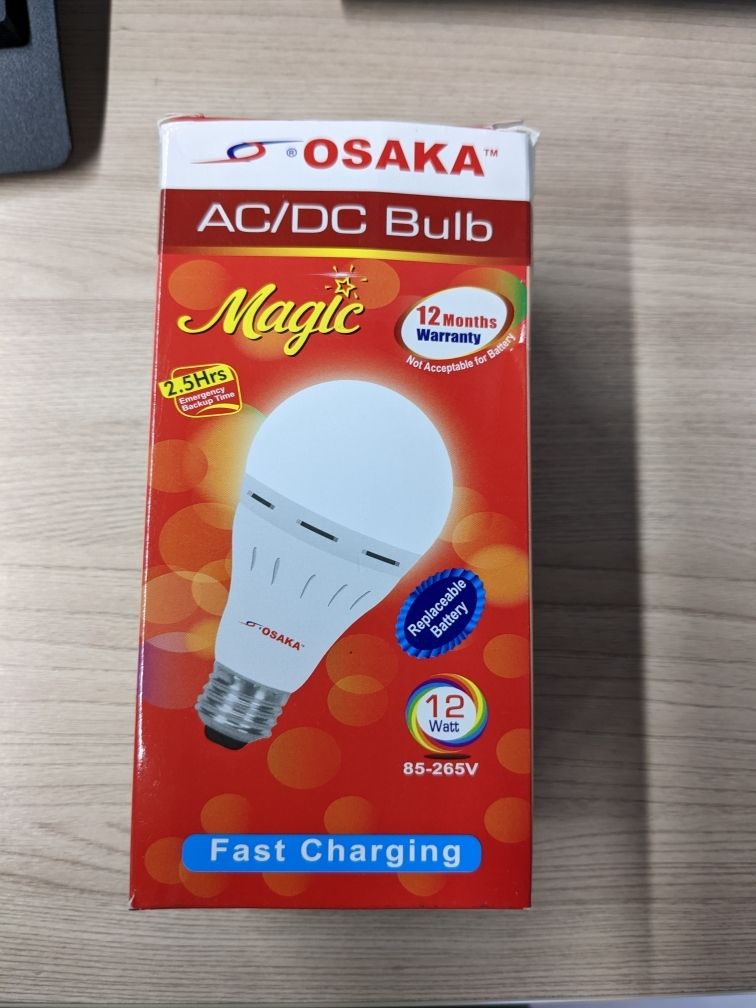 ® OSAKA™
AC/DC Bulb
Magic
12 Months
Warranty
Not Acceptable for Battery
2.5Hrs
Emergency
Backup Time
OSAKA™
Replaceable
Battery
12
Watt
85-265V
Fast Charging